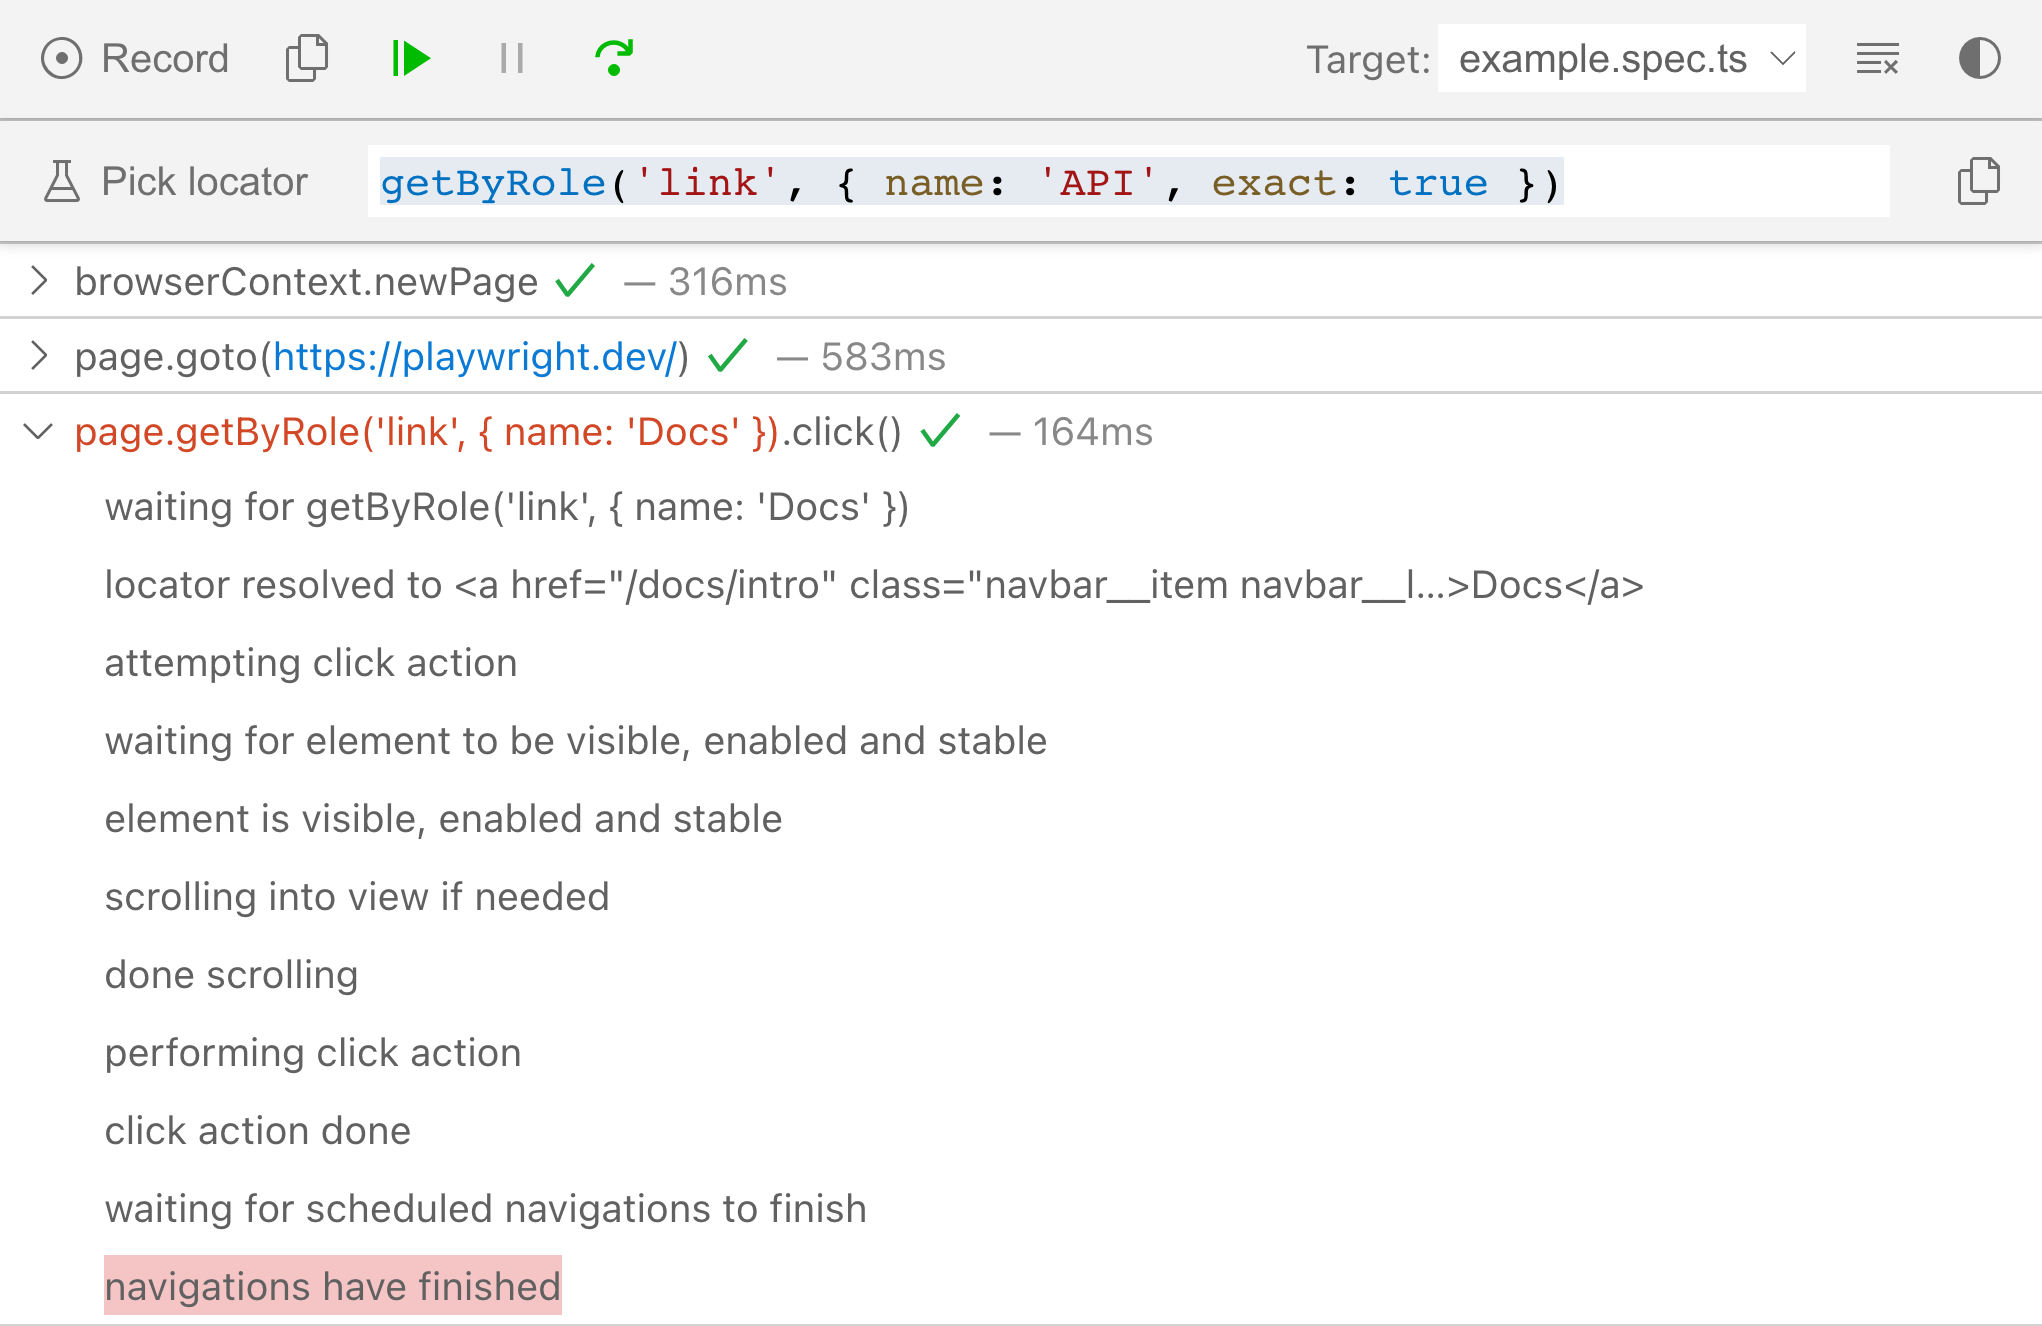 Record Target: example.spec.ts
Pick locator getByRole('link', { name: 'API', exact: true })
browserContext.newPage — 316ms
page.goto(https://playwright.dev/) — 583ms
page.getByRole('link', { name: 'Docs' }).click() — 164ms
waiting for getByRole('link', { name: 'Docs' })
locator resolved to <a href="/docs/intro" class="navbar__item navbar__l…>Docs</a>
attempting click action
waiting for element to be visible, enabled and stable
element is visible, enabled and stable
scrolling into view if needed
done scrolling
performing click action
click action done
waiting for scheduled navigations to finish
navigations have finished